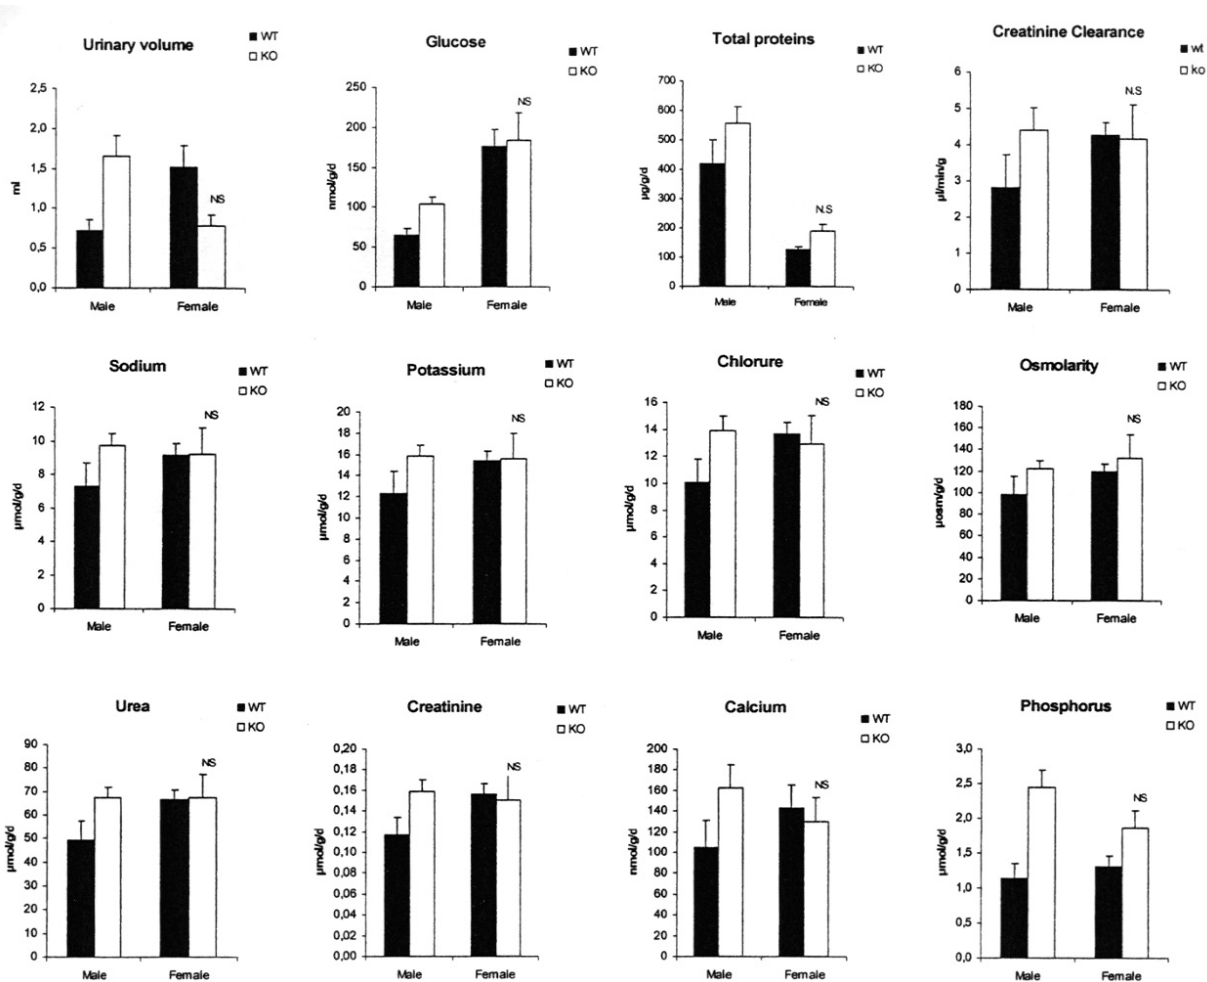 Urinary volume
WT
KO
2,5
2,0
1,5
1,0
0,5
0,0
ml
NS
Male
Female
Glucose
WT
KO
250
200
150
100
50
0
nmol/g/d
NS
Male
Female
Total proteins
WT
KO
700
600
500
400
300
200
100
0
µg/g/d
N.S
Male
Female
Creatinine Clearance
wt
ko
6
5
4
3
2
1
0
µl/min/g
N.S
Male
Female
Sodium
WT
KO
12
10
8
6
4
2
0
µmol/g/d
NS
Male
Female
Potassium
WT
KO
20
18
16
14
12
10
8
6
4
2
0
µmol/g/d
NS
Male
Female
Chlorure
WT
KO
16
14
12
10
8
6
4
2
0
µmol/g/d
NS
Male
Female
Osmolarity
WT
KO
180
160
140
120
100
80
60
40
20
0
µosm/g/d
NS
Male
Female
Urea
WT
KO
90
80
70
60
50
40
30
20
10
0
µmol/g/d
NS
Male
Female
Creatinine
WT
KO
0,20
0,18
0,16
0,14
0,12
0,10
0,08
0,06
0,04
0,02
0,00
µmol/g/d
NS
Male
Female
Calcium
WT
KO
200
180
160
140
120
100
80
60
40
20
0
nmol/g/d
NS
Male
Female
Phosphorus
WT
KO
3,0
2,5
2,0
1,5
1,0
0,5
0,0
µmol/g/d
NS
Male
Female